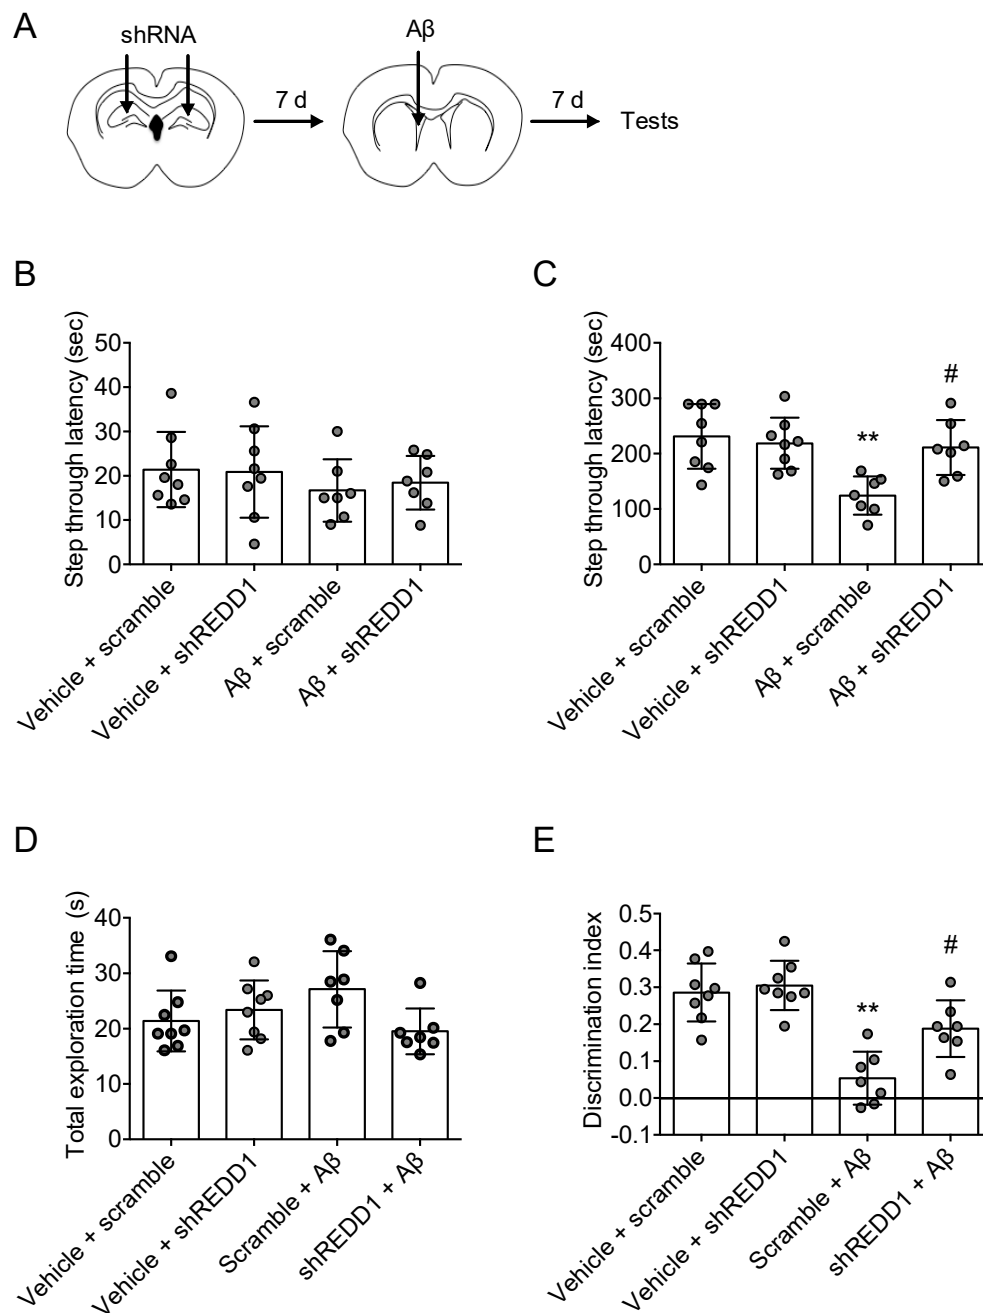 A
shRNA
Aβ
7 d
7 d
Tests
B
Step through latency (sec)
50
40
30
20
10
0
Vehicle + scramble
Vehicle + shREDD1
Aβ + scramble
Aβ + shREDD1
C
Step through latency (sec)
400
300
200
100
0
**
#
Vehicle + scramble
Vehicle + shREDD1
Aβ + scramble
Aβ + shREDD1
D
Total exploration time (s)
40
30
20
10
0
Vehicle + scramble
Vehicle + shREDD1
Scramble + Aβ
shREDD1 + Aβ
E
Discrimination index
0.5
0.4
0.3
0.2
0.1
0.0
-0.1
**
#
Vehicle + scramble
Vehicle + shREDD1
Scramble + Aβ
shREDD1 + Aβ